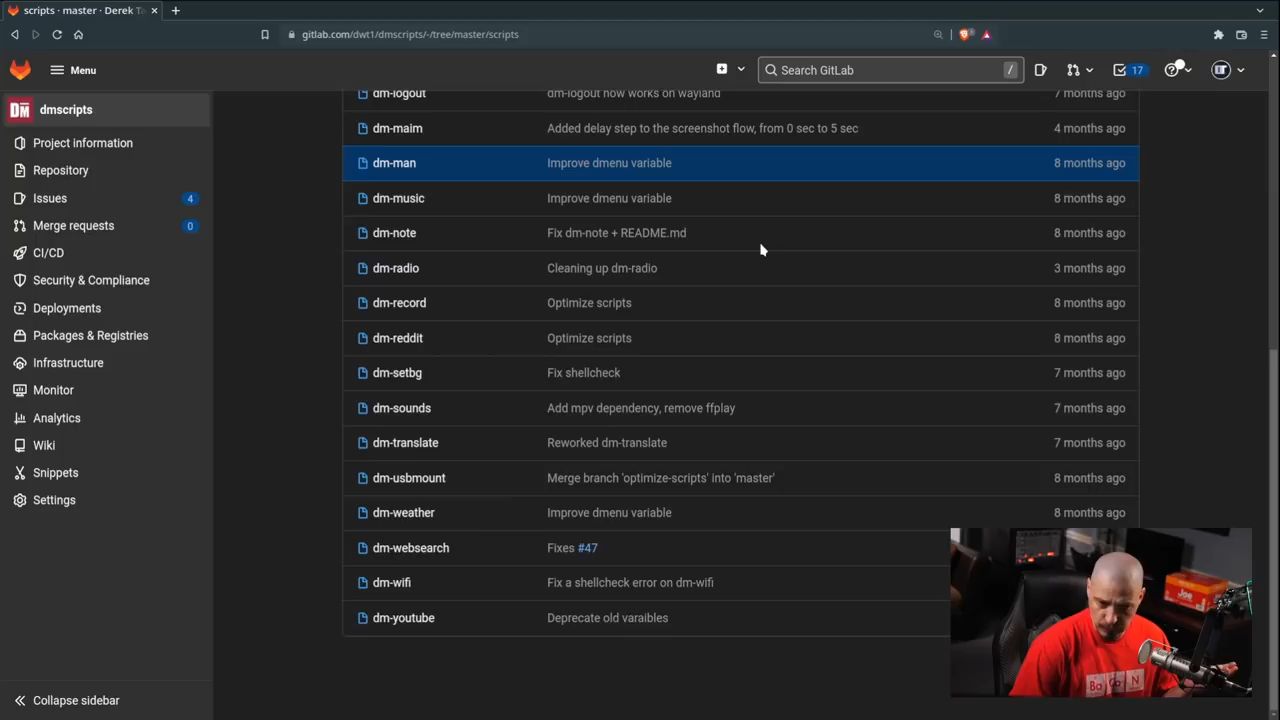 scripts · master · Derek Ta
gitlab.com/dwt1/dmscripts/-/tree/master/scripts
Menu
Search GitLab
/
17
DM dmscripts
Project information
Repository
Issues 4
Merge requests 0
CI/CD
Security & Compliance
Deployments
Packages & Registries
Infrastructure
Monitor
Analytics
Wiki
Snippets
Settings
Collapse sidebar
dm-logout dm-logout now works on wayland 7 months ago
dm-maim Added delay step to the screenshot flow, from 0 sec to 5 sec 4 months ago
dm-man Improve dmenu variable 8 months ago
dm-music Improve dmenu variable 8 months ago
dm-note Fix dm-note + README.md 8 months ago
dm-radio Cleaning up dm-radio 3 months ago
dm-record Optimize scripts 8 months ago
dm-reddit Optimize scripts 8 months ago
dm-setbg Fix shellcheck 7 months ago
dm-sounds Add mpv dependency, remove ffplay 7 months ago
dm-translate Reworked dm-translate 7 months ago
dm-usbmount Merge branch 'optimize-scripts' into 'master' 8 months ago
dm-weather Improve dmenu variable 8 months ago
dm-websearch Fixes #47
dm-wifi Fix a shellcheck error on dm-wifi
dm-youtube Deprecate old varaibles
Joe
Ba Co N